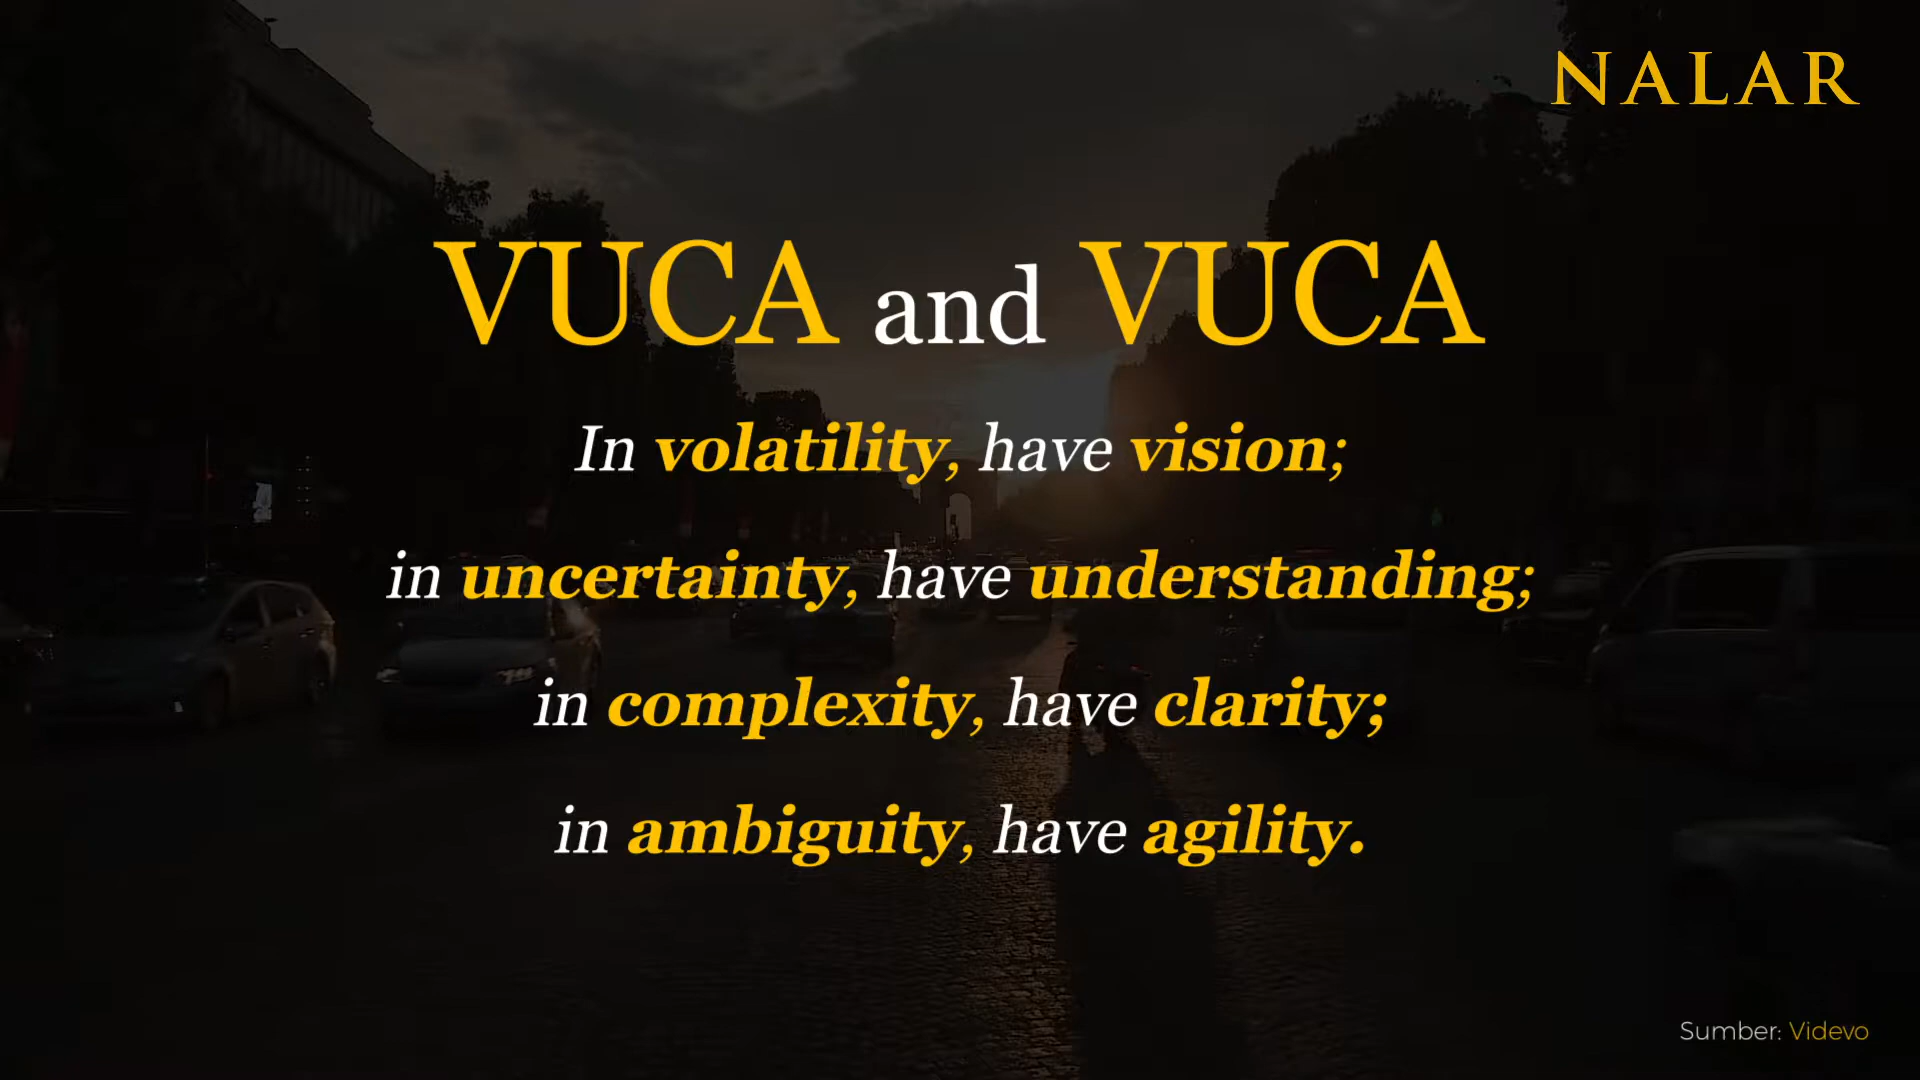 NALAR
VUCA and VUCA
In volatility, have vision;
in uncertainty, have understanding;
in complexity, have clarity;
in ambiguity, have agility.
Sumber: Videvo